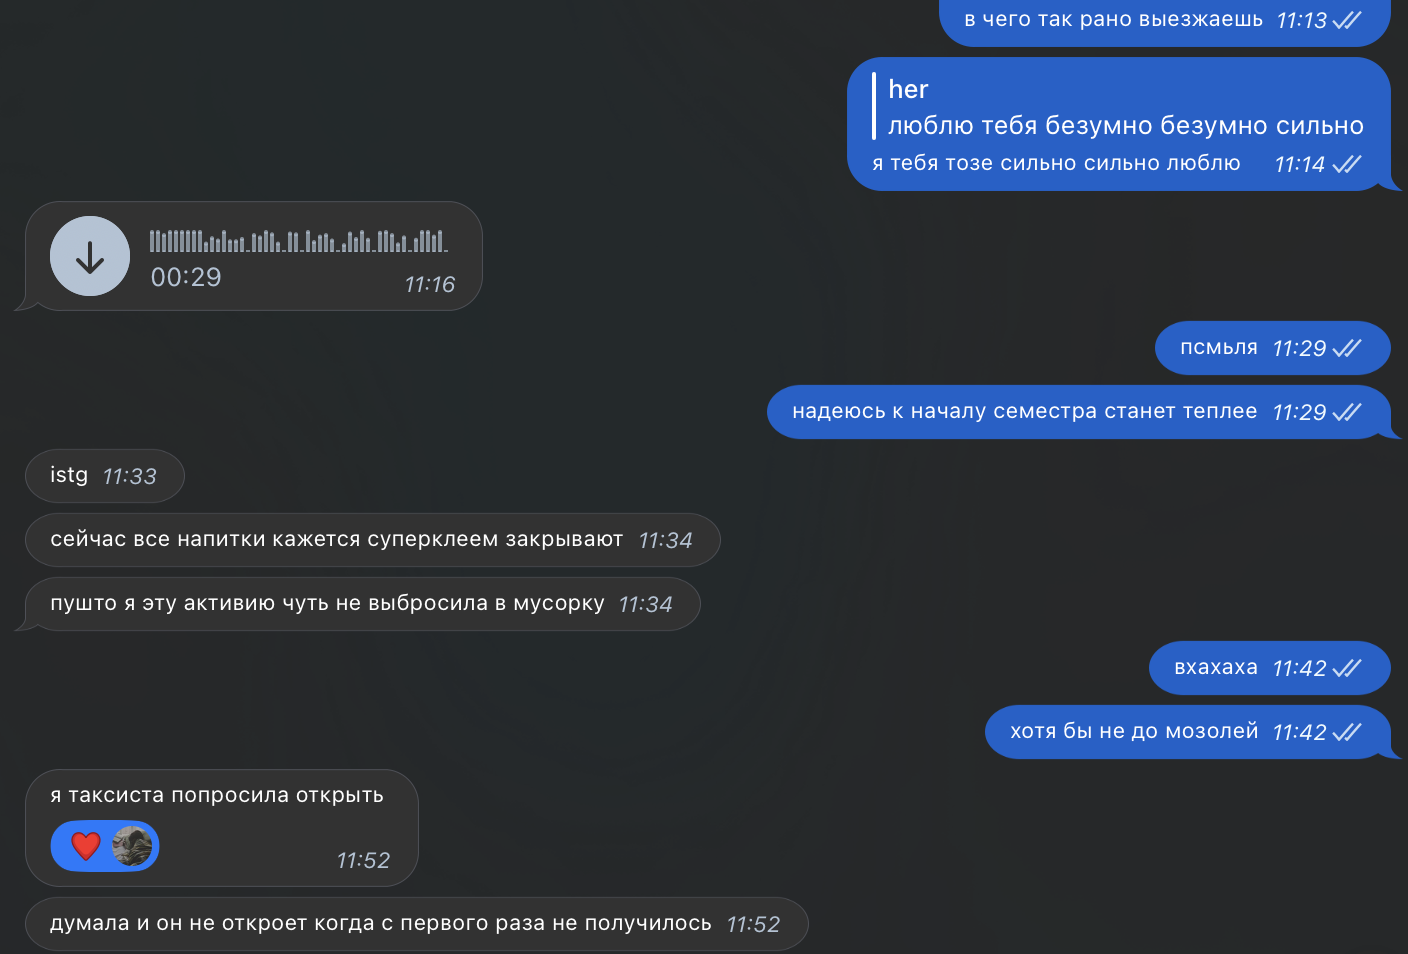 в чего так рано выезжаешь 11:13
her
люблю тебя безумно безумно сильно
я тебя тозе сильно сильно люблю 11:14
00:29 11:16
псмьля 11:29
надеюсь к началу семестра станет теплее 11:29
istg 11:33
сейчас все напитки кажется суперклеем закрывают 11:34
пушто я эту активию чуть не выбросила в мусорку 11:34
вхахаха 11:42
хотя бы не до мозолей 11:42
я таксиста попросила открыть
11:52
думала и он не откроет когда с первого раза не получилось 11:52